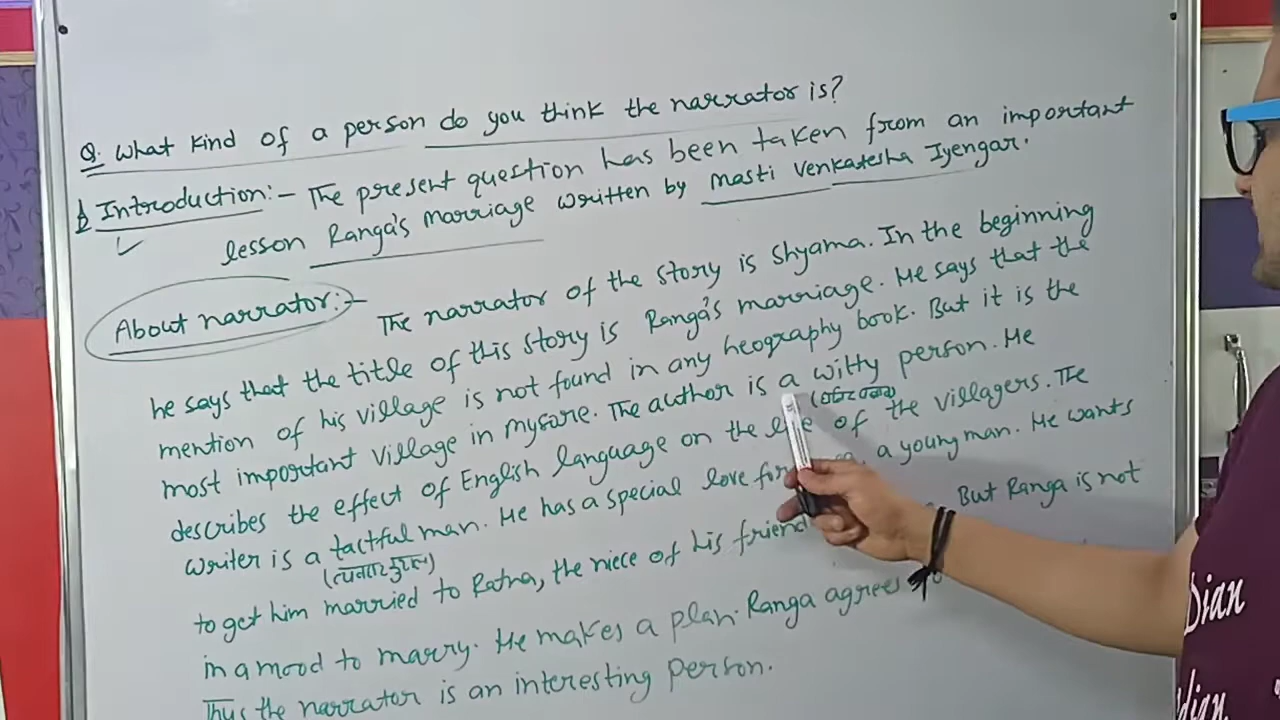 Q. What kind of a person do you think the narrator is?
Introduction:- The present question has been taken from an important
lesson Ranga's marriage written by Masti Venkatesha Iyengar.
About narrator:- The narrator of the story is Shyama. In the beginning
he says that the title of this story is Ranga's marriage. He says that the
mention of his village is not found in any heography book. But it is the
most important village in mysore. The author is a witty person. He
describes the effect of English language on the of the villagers. The
writer is a tactful man. He has a special love for a young man. He wants
to get him married to Ratna, the niece of his friend But Ranga is not
in a mood to marry. He makes a plan. Ranga agrees
Thus the narrator is an interesting person.
Dian
dian